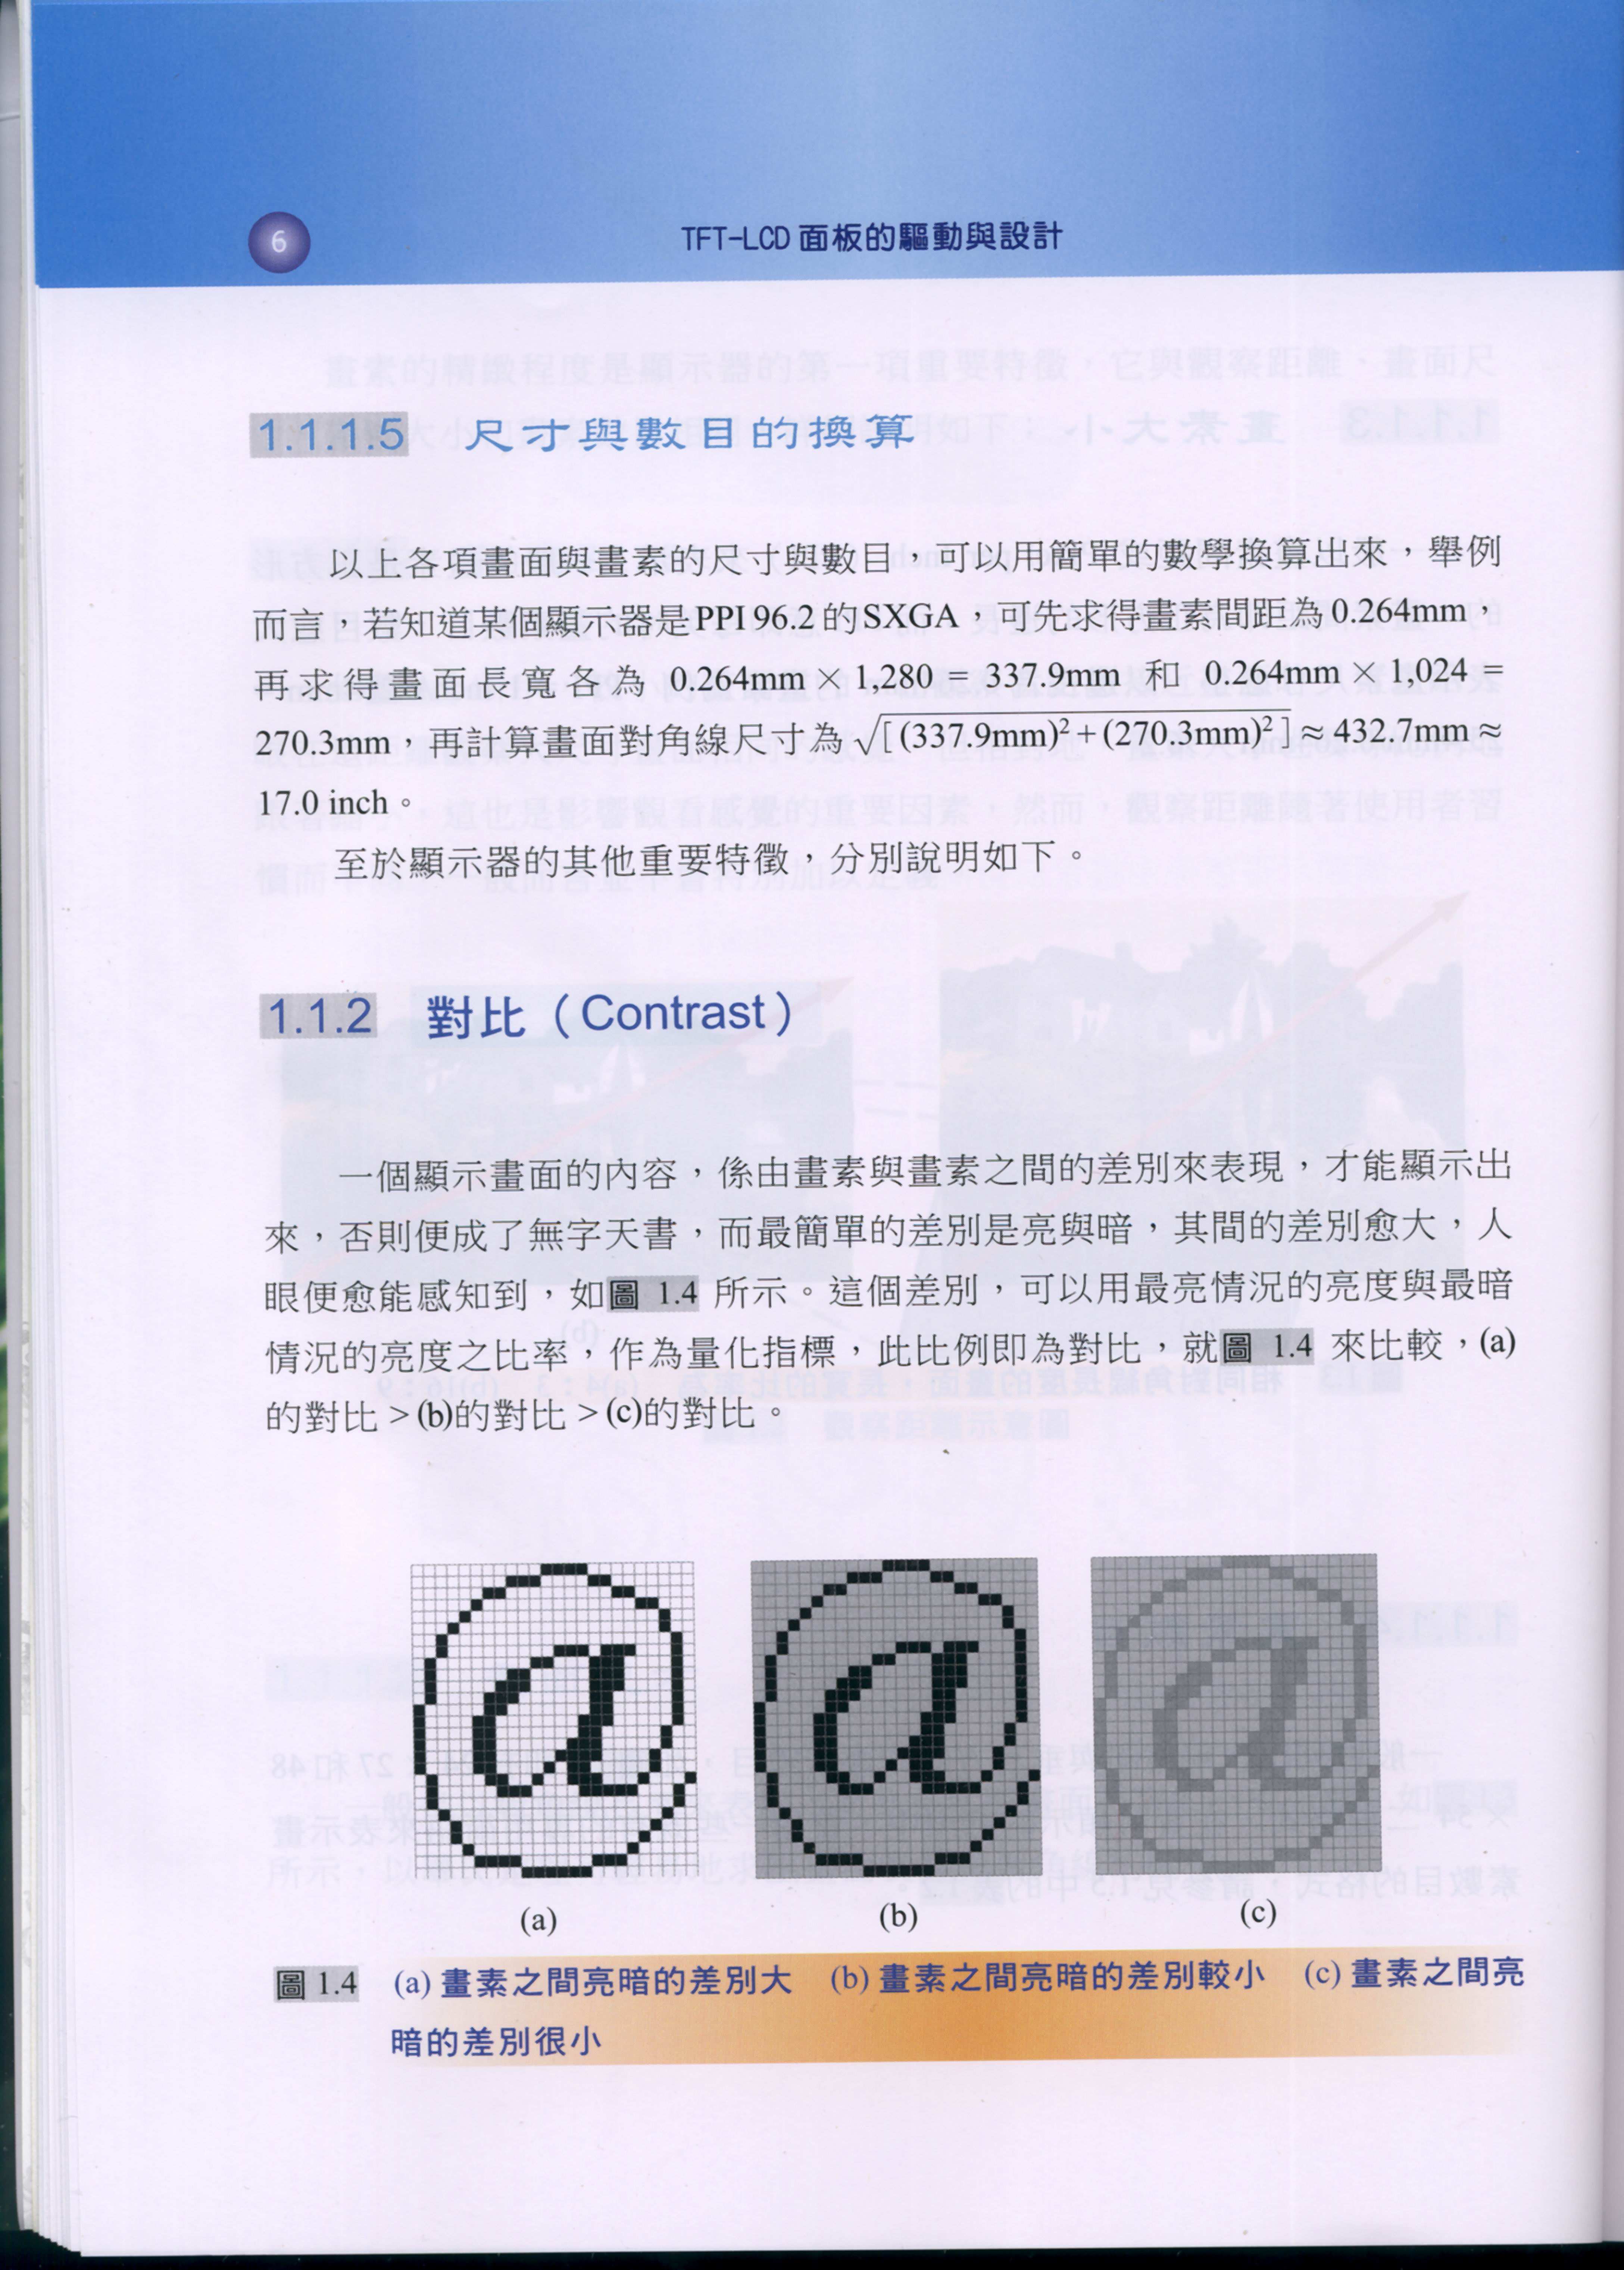 6
TFT-LCD 面板的驅動與設計
1.1.1.5 尺寸與數目的換算
以上各項畫面與畫素的尺寸與數目，可以用簡單的數學換算出來，舉例
而言，若知道某個顯示器是PPI 96.2 的SXGA，可先求得畫素間距為 0.264mm，
再求得畫面長寬各為 0.264mm × 1,280 = 337.9mm 和 0.264mm × 1,024 =
270.3mm，再計算畫面對角線尺寸為 √[(337.9mm)²+(270.3mm)²] ≈ 432.7mm ≈
17.0 inch。
至於顯示器的其他重要特徵，分別說明如下。
1.1.2 對比（Contrast）
一個顯示畫面的內容，係由畫素與畫素之間的差別來表現，才能顯示出
來，否則便成了無字天書，而最簡單的差別是亮與暗，其間的差別愈大，人
眼便愈能感知到，如圖 1.4 所示。這個差別，可以用最亮情況的亮度與最暗
情況的亮度之比率，作為量化指標，此比例即為對比，就圖 1.4 來比較，(a)
的對比 > (b)的對比 > (c)的對比。
(a) (b) (c)
圖 1.4 (a) 畫素之間亮暗的差別大 (b) 畫素之間亮暗的差別較小 (c) 畫素之間亮
暗的差別很小